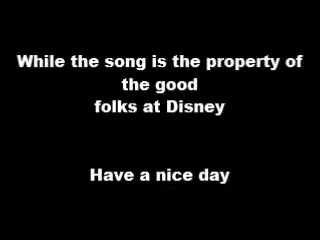 While the song is the property of
the good
folks at Disney
Have a nice day